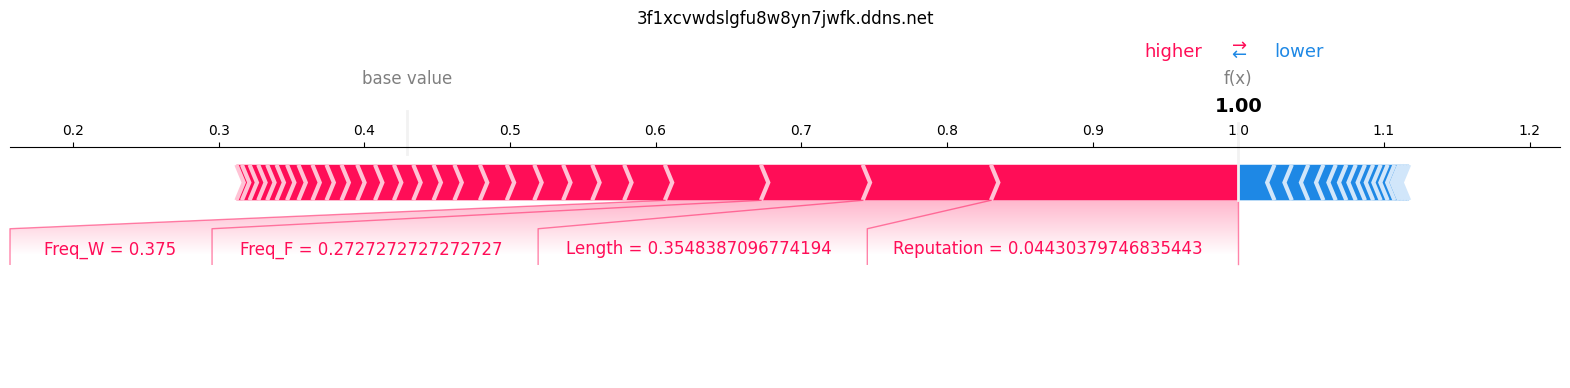 3f1xcvwdslgfu8w8yn7jwfk.ddns.net
higher ⇄ lower
base value f(x)
1.00
0.2 0.3 0.4 0.5 0.6 0.7 0.8 0.9 1.0 1.1 1.2
Freq_W = 0.375 Freq_F = 0.2727272727272727 Length = 0.3548387096774194 Reputation = 0.04430379746835443